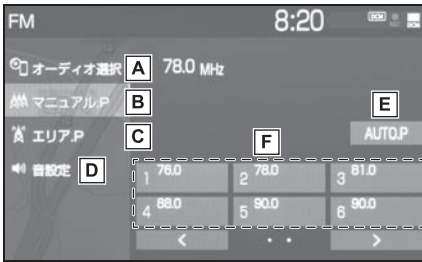 FM 8:20 DCM
オーディオ選択 A 78.0 MHz
マニュアル.P B E
エリア.P C F AUTO.P
音設定 D
1 76.0 2 78.0 3 81.0
4 88.0 5 90.0 6 90.0
< ・ ・ >